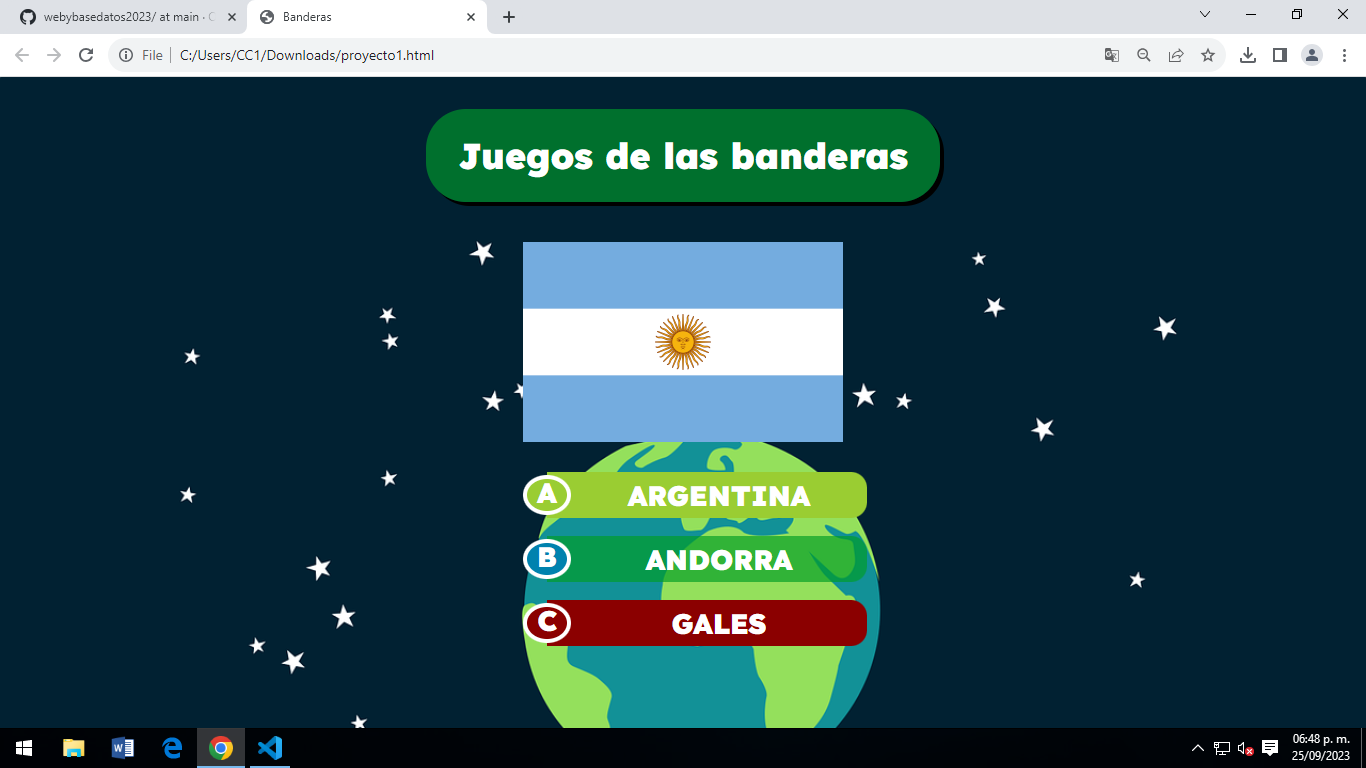 webybasedatos2023/ at main · C
Banderas
File
C:/Users/CC1/Downloads/proyecto1.html
Juegos de las banderas
A ARGENTINA
B ANDORRA
C GALES
06:48 p. m.
25/09/2023